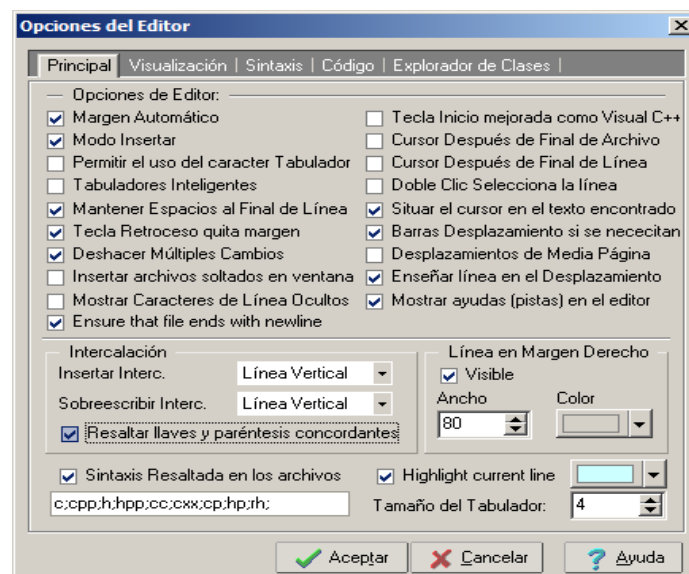 Opciones del Editor
Principal | Visualización | Sintaxis | Código | Explorador de Clases |
Opciones de Editor:
Margen Automático
Modo Insertar
Permitir el uso del caracter Tabulador
Tabuladores Inteligentes
Mantener Espacios al Final de Línea
Tecla Retroceso quita margen
Deshacer Múltiples Cambios
Insertar archivos soltados en ventana
Mostrar Caracteres de Línea Ocultos
Ensure that file ends with newline
Tecla Inicio mejorada como Visual C++
Cursor Después de Final de Archivo
Cursor Después de Final de Línea
Doble Clic Selecciona la línea
Situar el cursor en el texto encontrado
Barras Desplazamiento si se nececitan
Desplazamientos de Media Página
Enseñar línea en el Desplazamiento
Mostrar ayudas (pistas) en el editor
Intercalación
Insertar Interc. Línea Vertical
Sobreescribir Interc. Línea Vertical
Resaltar llaves y paréntesis concordantes
Línea en Margen Derecho
Visible
Ancho Color
80
Sintaxis Resaltada en los archivos
c;cpp;h;hpp;cc;cxx;cp;hp;rh;
Highlight current line
Tamaño del Tabulador: 4
Aceptar Cancelar Ayuda